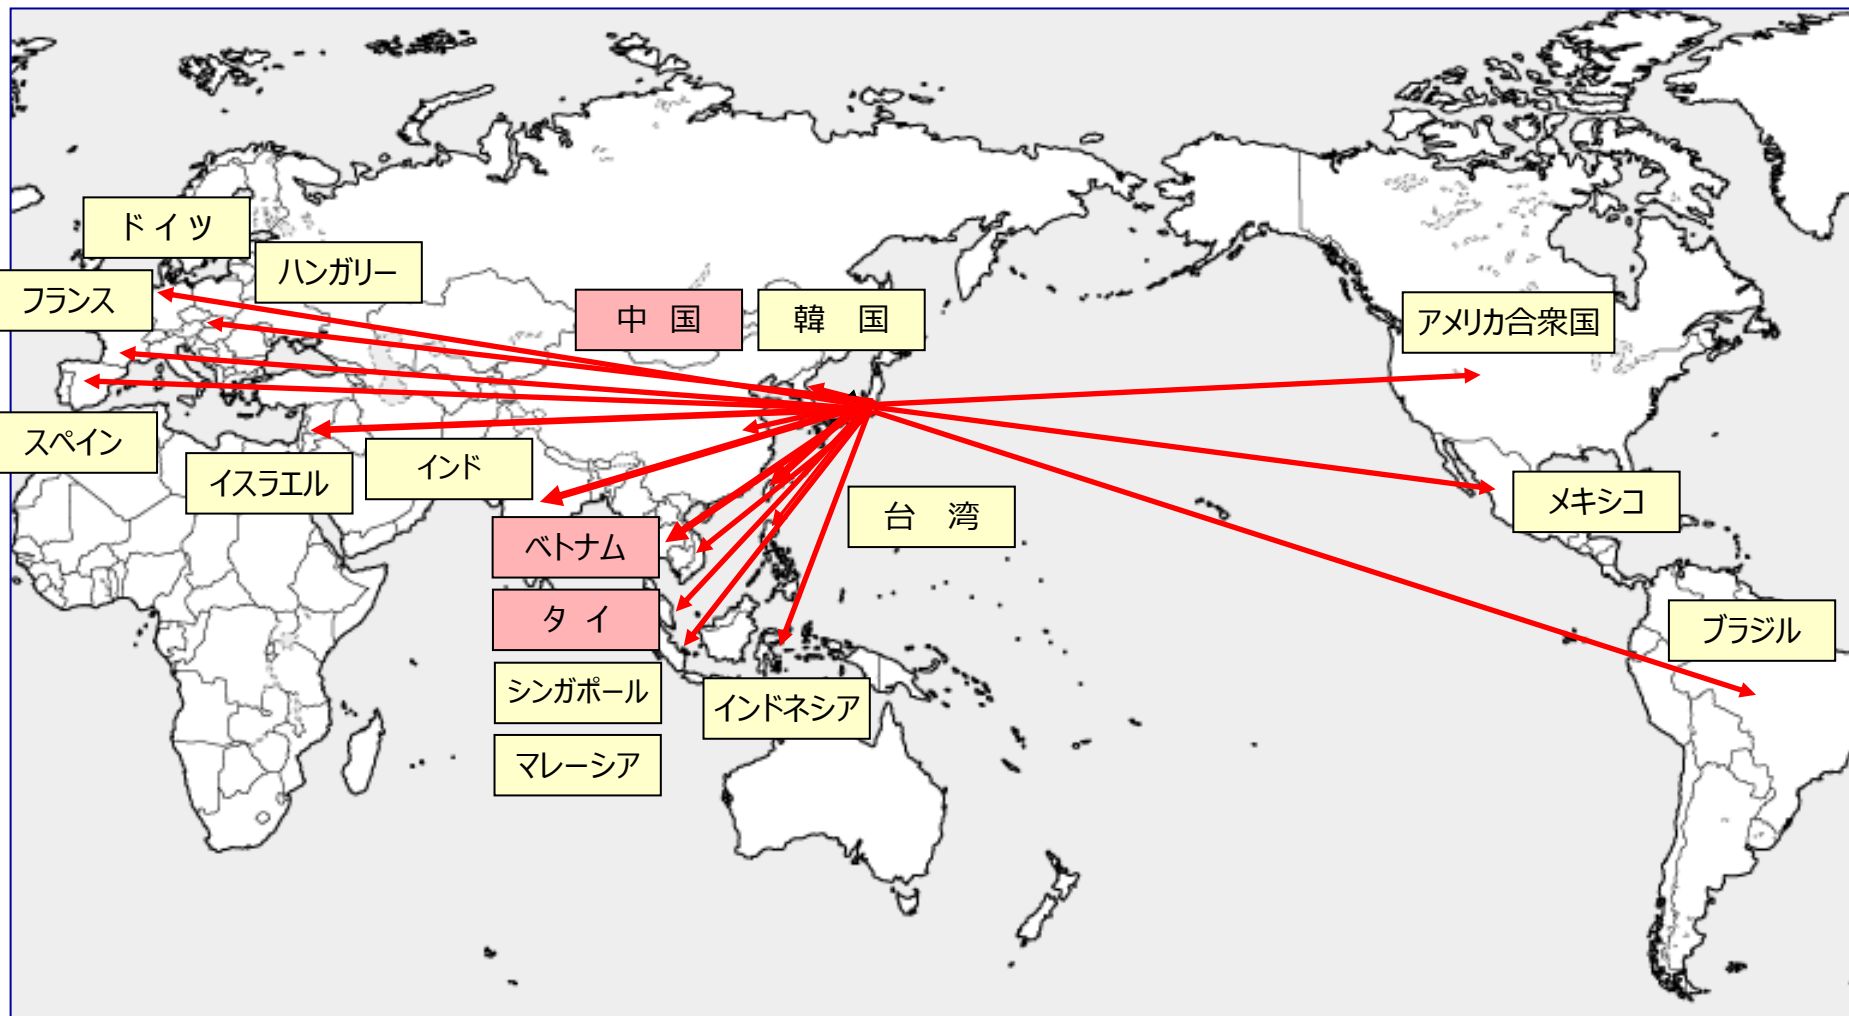 ド イ ツ
ハンガリー
フランス
中　国
韓　国
アメリカ合衆国
スペイン
イスラエル
インド
メキシコ
台　湾
ベトナム
タ イ
ブラジル
シンガポール
インドネシア
マレーシア